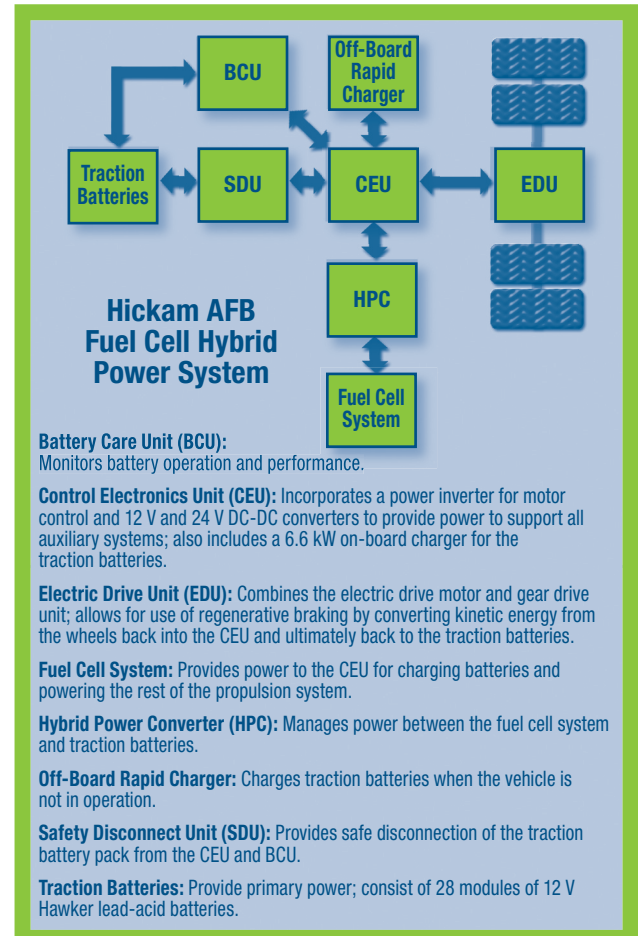 BCU
Off-Board
Rapid
Charger
Traction
Batteries
SDU
CEU
EDU
HPC
Hickam AFB
Fuel Cell Hybrid
Power System
Fuel Cell
System
Battery Care Unit (BCU):
Monitors battery operation and performance.
Control Electronics Unit (CEU): Incorporates a power inverter for motor
control and 12 V and 24 V DC-DC converters to provide power to support all
auxiliary systems; also includes a 6.6 kW on-board charger for the
traction batteries.
Electric Drive Unit (EDU): Combines the electric drive motor and gear drive
unit; allows for use of regenerative braking by converting kinetic energy from
the wheels back into the CEU and ultimately back to the traction batteries.
Fuel Cell System: Provides power to the CEU for charging batteries and
powering the rest of the propulsion system.
Hybrid Power Converter (HPC): Manages power between the fuel cell system
and traction batteries.
Off-Board Rapid Charger: Charges traction batteries when the vehicle is
not in operation.
Safety Disconnect Unit (SDU): Provides safe disconnection of the traction
battery pack from the CEU and BCU.
Traction Batteries: Provide primary power; consist of 28 modules of 12 V
Hawker lead-acid batteries.